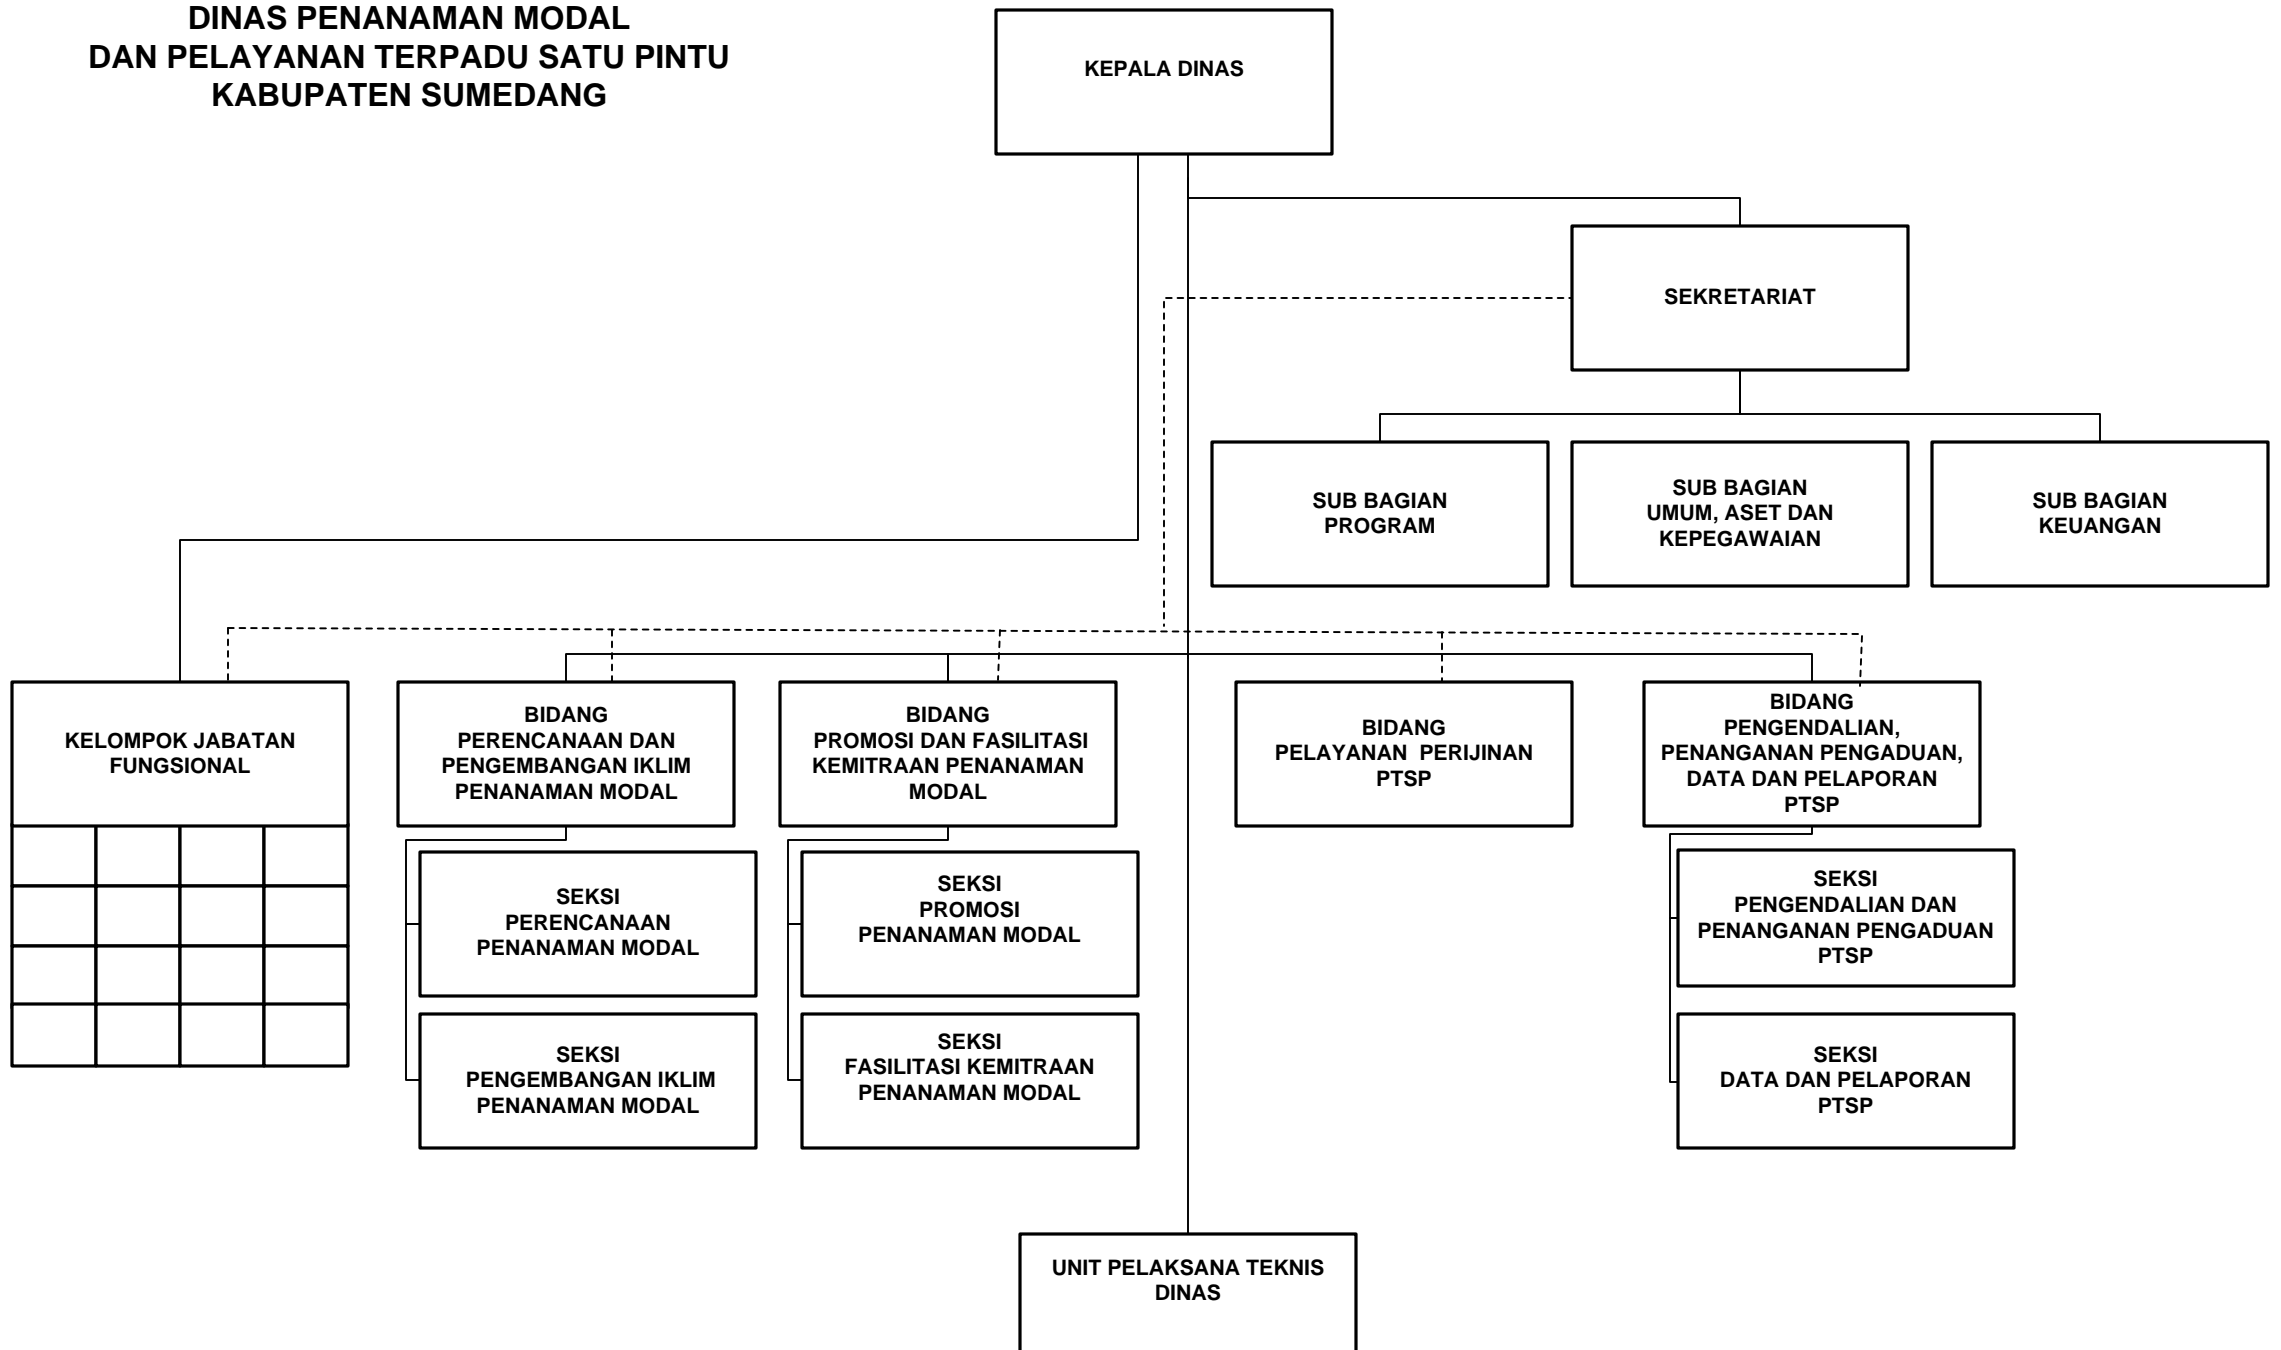 DINAS PENANAMAN MODAL
DAN PELAYANAN TERPADU SATU PINTU
KABUPATEN SUMEDANG
KEPALA DINAS
SEKRETARIAT
SUB BAGIAN
PROGRAM
SUB BAGIAN
UMUM, ASET DAN
KEPEGAWAIAN
SUB BAGIAN
KEUANGAN
KELOMPOK JABATAN
FUNGSIONAL
BIDANG
PERENCANAAN DAN
PENGEMBANGAN IKLIM
PENANAMAN MODAL
BIDANG
PROMOSI DAN FASILITASI
KEMITRAAN PENANAMAN
MODAL
BIDANG
PELAYANAN  PERIJINAN
PTSP
BIDANG
PENGENDALIAN,
PENANGANAN PENGADUAN,
DATA DAN PELAPORAN
PTSP
SEKSI
PERENCANAAN
PENANAMAN MODAL
SEKSI
PROMOSI
PENANAMAN MODAL
SEKSI
PENGENDALIAN DAN
PENANGANAN PENGADUAN
PTSP
SEKSI
PENGEMBANGAN IKLIM
PENANAMAN MODAL
SEKSI
FASILITASI KEMITRAAN
PENANAMAN MODAL
SEKSI
DATA DAN PELAPORAN
PTSP
UNIT PELAKSANA TEKNIS
DINAS